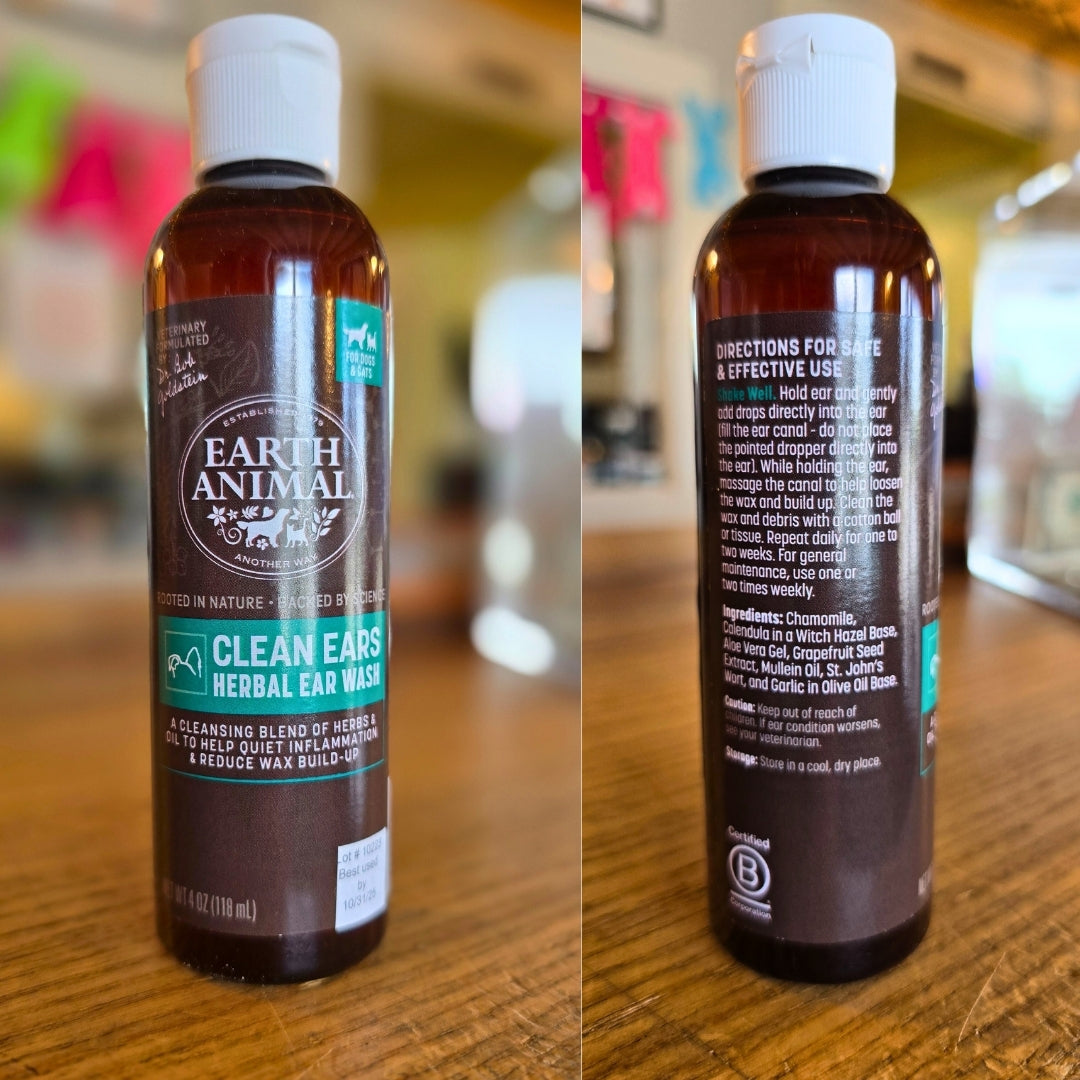 VETERINARY
FORMULATED
BY
Dr. Bob
Goldstein
FOR DOGS
& CATS
EARTH
ANIMAL
ANOTHER WAY
ROOTED IN NATURE • PACKED BY SCIENCE
CLEAN EARS
HERBAL EAR WASH
A CLEANSING BLEND OF HERBS &
OIL TO HELP QUIET INFLAMMATION
& REDUCE WAX BUILD-UP
Lot #
Best used
by
10/31/25
WT 4 OZ (118 mL)
DIRECTIONS FOR SAFE
& EFFECTIVE USE
Shake Well. Hold ear and gently
add drops directly into the ear
(fill the ear canal - do not place
the pointed dropper directly into
the ear). While holding the ear,
massage the canal to help loosen
the wax and build up. Clean the
wax and debris with a cotton ball
or tissue. Repeat daily for one to
two weeks. For general
maintenance, use one or
two times weekly.
Ingredients: Chamomile,
Calendula in a Witch Hazel Base,
Aloe Vera Gel, Grapefruit Seed
Extract, Mullein Oil, St. John's
Wort, and Garlic in Olive Oil Base.
Caution: Keep out of reach of
children. If ear condition worsens,
see your veterinarian.
Storage: Store in a cool, dry place.
Certified
B
Corporation